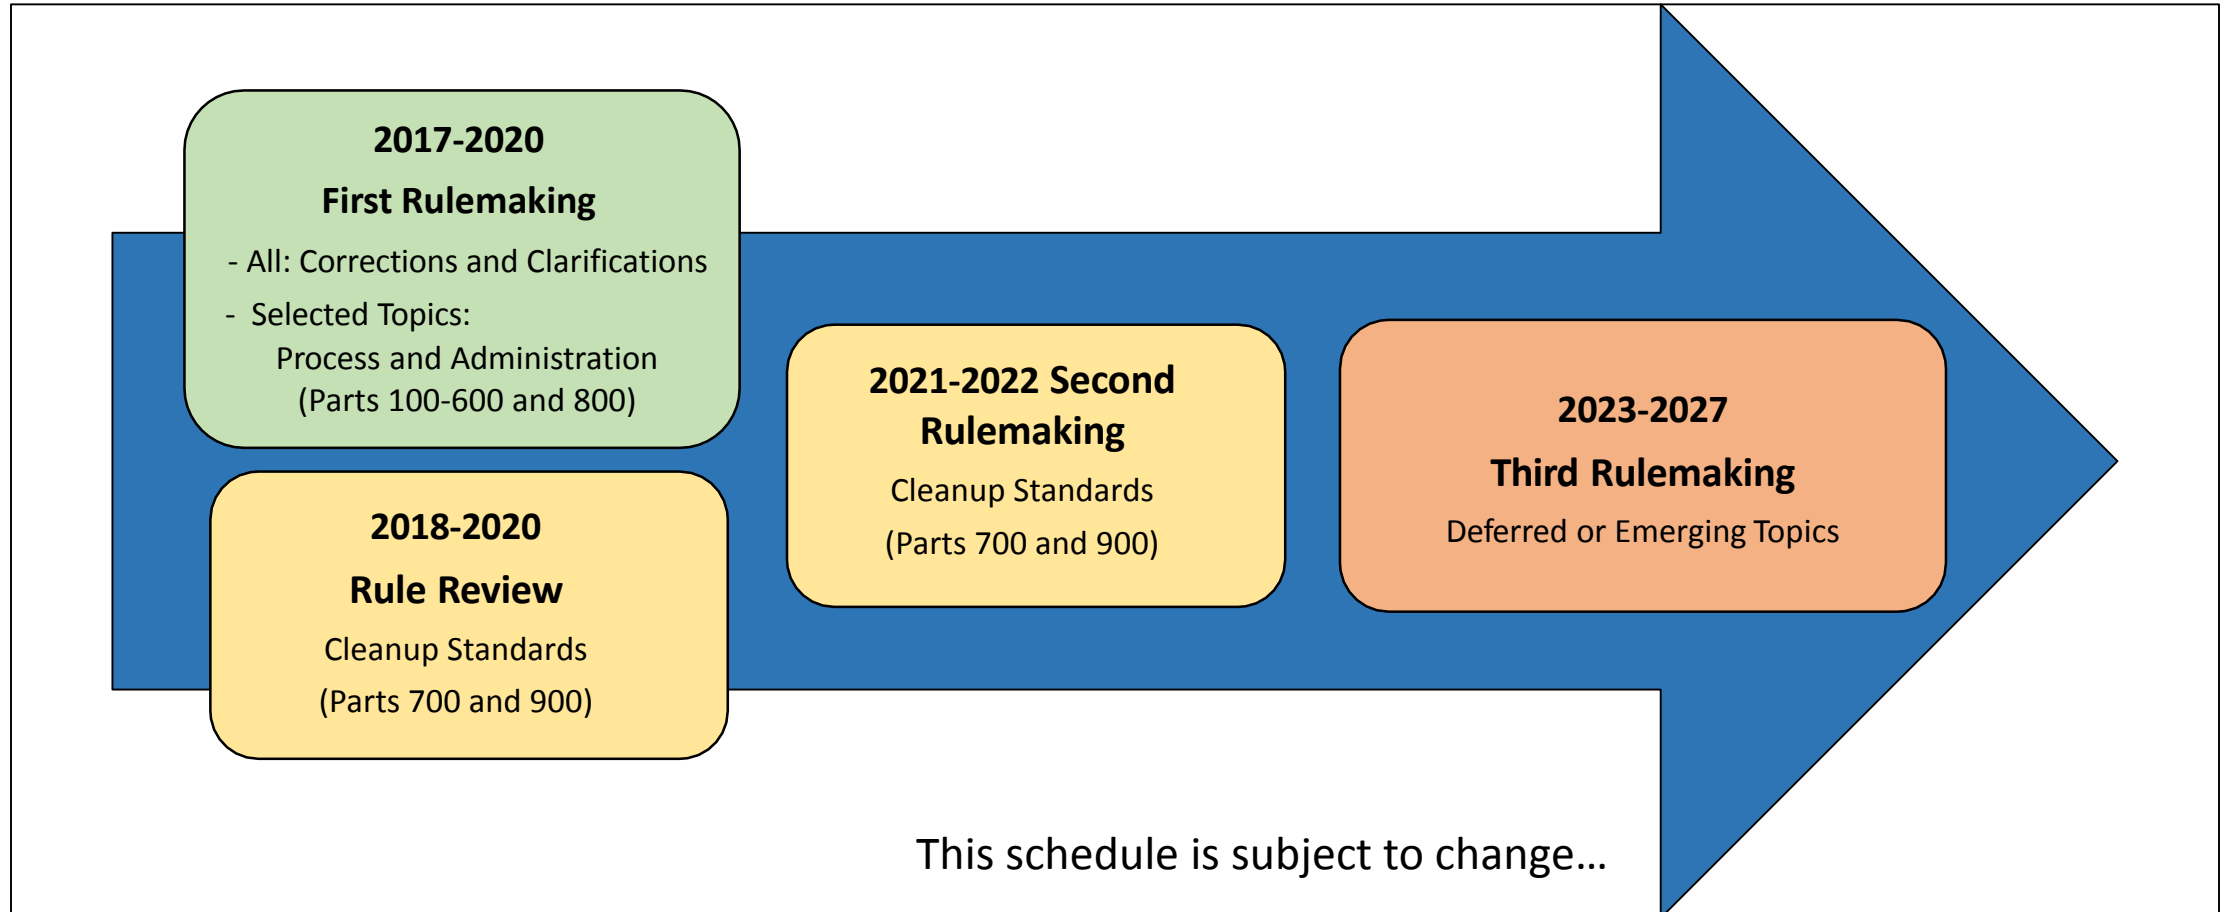 2017-2020
First Rulemaking
- All: Corrections and Clarifications
- Selected Topics:
Process and Administration
(Parts 100-600 and 800)
2018-2020
Rule Review
Cleanup Standards
(Parts 700 and 900)
2021-2022 Second
Rulemaking
Cleanup Standards
(Parts 700 and 900)
2023-2027
Third Rulemaking
Deferred or Emerging Topics
This schedule is subject to change…